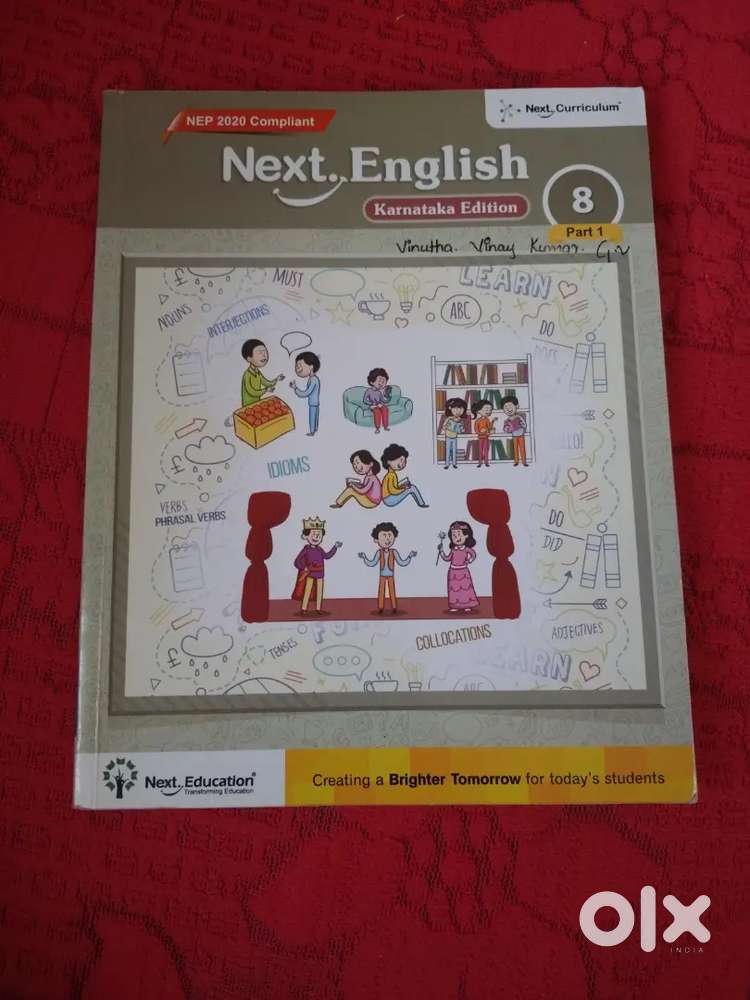 NEP 2020 Compliant
Next Curriculum
Next English
Karnataka Edition
8
Part 1
Vinutha. Vinay Kumar. G.V
MUST
LEARN
NOUNS
INTERJECTIONS
ABC
DO
IDIOMS
VERBS
PHRASAL VERBS
DO
DID
TENSES
COLLOCATIONS
ADJECTIVES
LEARN
ABC
Next Education®
Transforming Education
Creating a Brighter Tomorrow for today's students
olx
INDIA